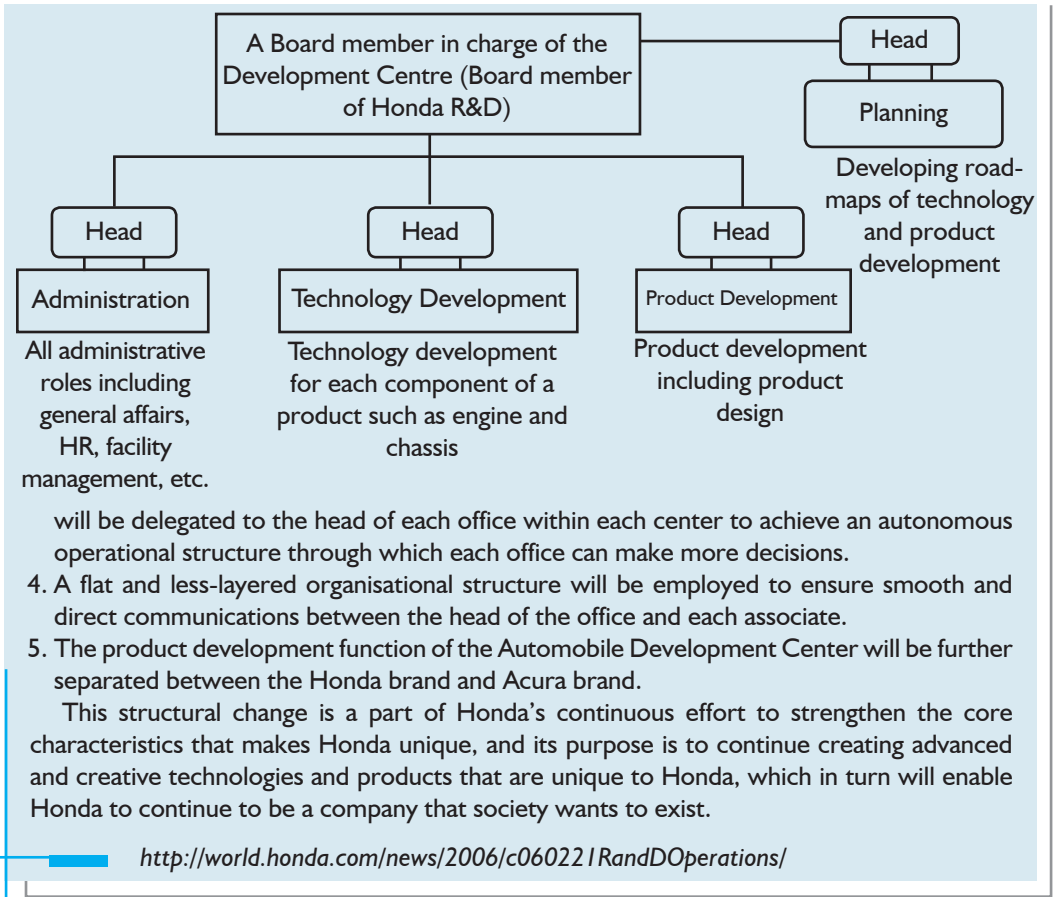 A Board member in charge of the
Development Centre (Board member
of Honda R&D)
Head
Planning
Developing road-
maps of technology
and product
development
Head
Administration
All administrative
roles including
general affairs,
HR, facility
management, etc.
Head
Technology Development
Technology development
for each component of a
product such as engine and
chassis
Head
Product Development
Product development
including product
design
will be delegated to the head of each office within each center to achieve an autonomous
operational structure through which each office can make more decisions.
4. A flat and less-layered organisational structure will be employed to ensure smooth and
direct communications between the head of the office and each associate.
5. The product development function of the Automobile Development Center will be further
separated between the Honda brand and Acura brand.
This structural change is a part of Honda's continuous effort to strengthen the core
characteristics that makes Honda unique, and its purpose is to continue creating advanced
and creative technologies and products that are unique to Honda, which in turn will enable
Honda to continue to be a company that society wants to exist.
http://world.honda.com/news/2006/c060221RandDOperations/